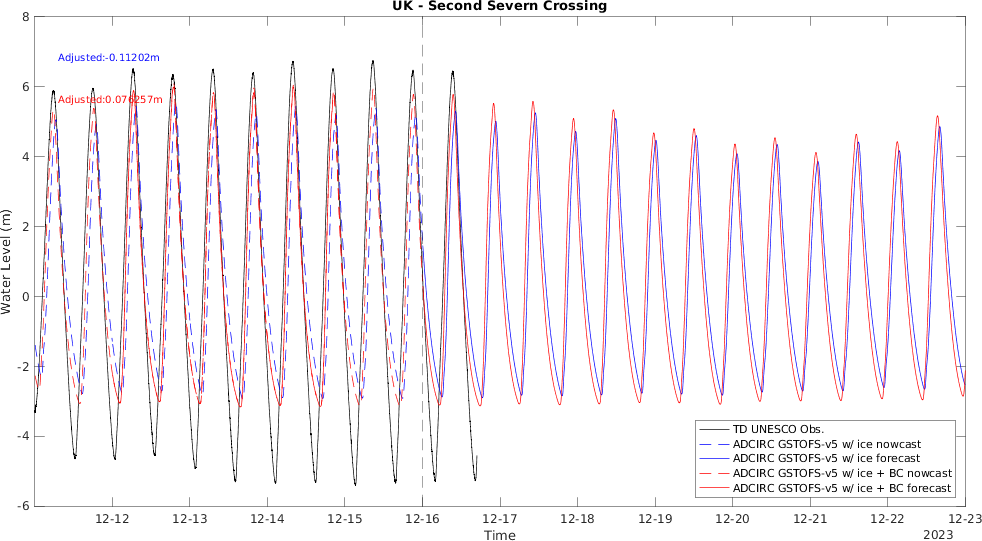 UK - Second Severn Crossing
8
Adjusted:-0.11202m
6
Adjusted:0.076257m
4
2
0
-2
-4
-6
Water Level (m)
TD UNESCO Obs.
ADCIRC GSTOFS-v5 w/ ice nowcast
ADCIRC GSTOFS-v5 w/ ice forecast
ADCIRC GSTOFS-v5 w/ ice + BC nowcast
ADCIRC GSTOFS-v5 w/ ice + BC forecast
12-12 12-13 12-14 12-15 12-16 12-17 12-18 12-19 12-20 12-21 12-22 12-23
Time
2023